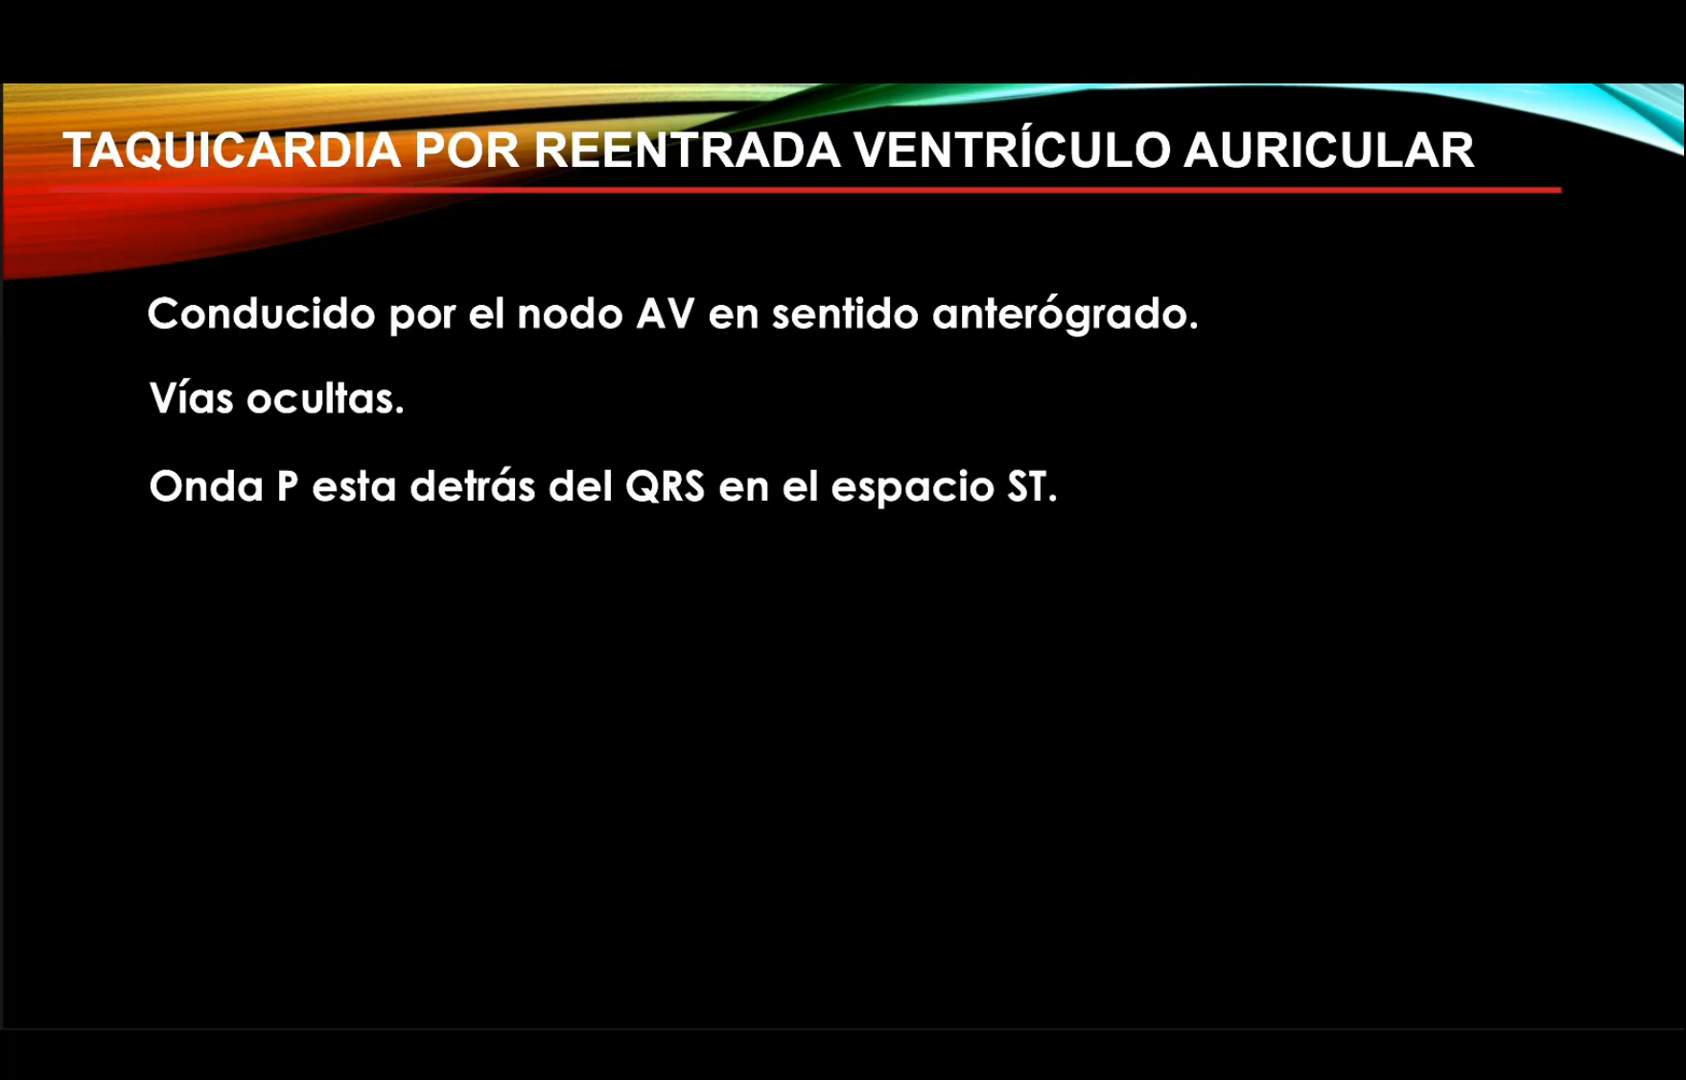 TAQUICARDIA POR REENTRADA VENTRÍCULO AURICULAR
Conducido por el nodo AV en sentido anterógrado.
Vías ocultas.
Onda P esta detrás del QRS en el espacio ST.